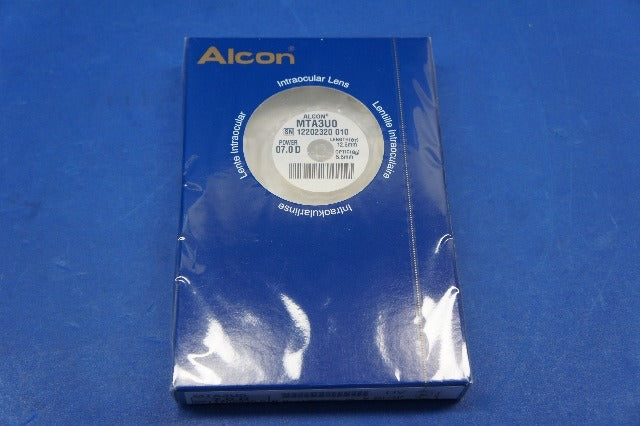 Alcon®
Intraocular Lens
Lente Intraocular
Lentille Intraoculaire
Intraokularlinse
ALCON®
MTA3U0
SN 12202320 010
POWER
07.0 D
LENGTH
12.5mm
OPTIC
5.5mm